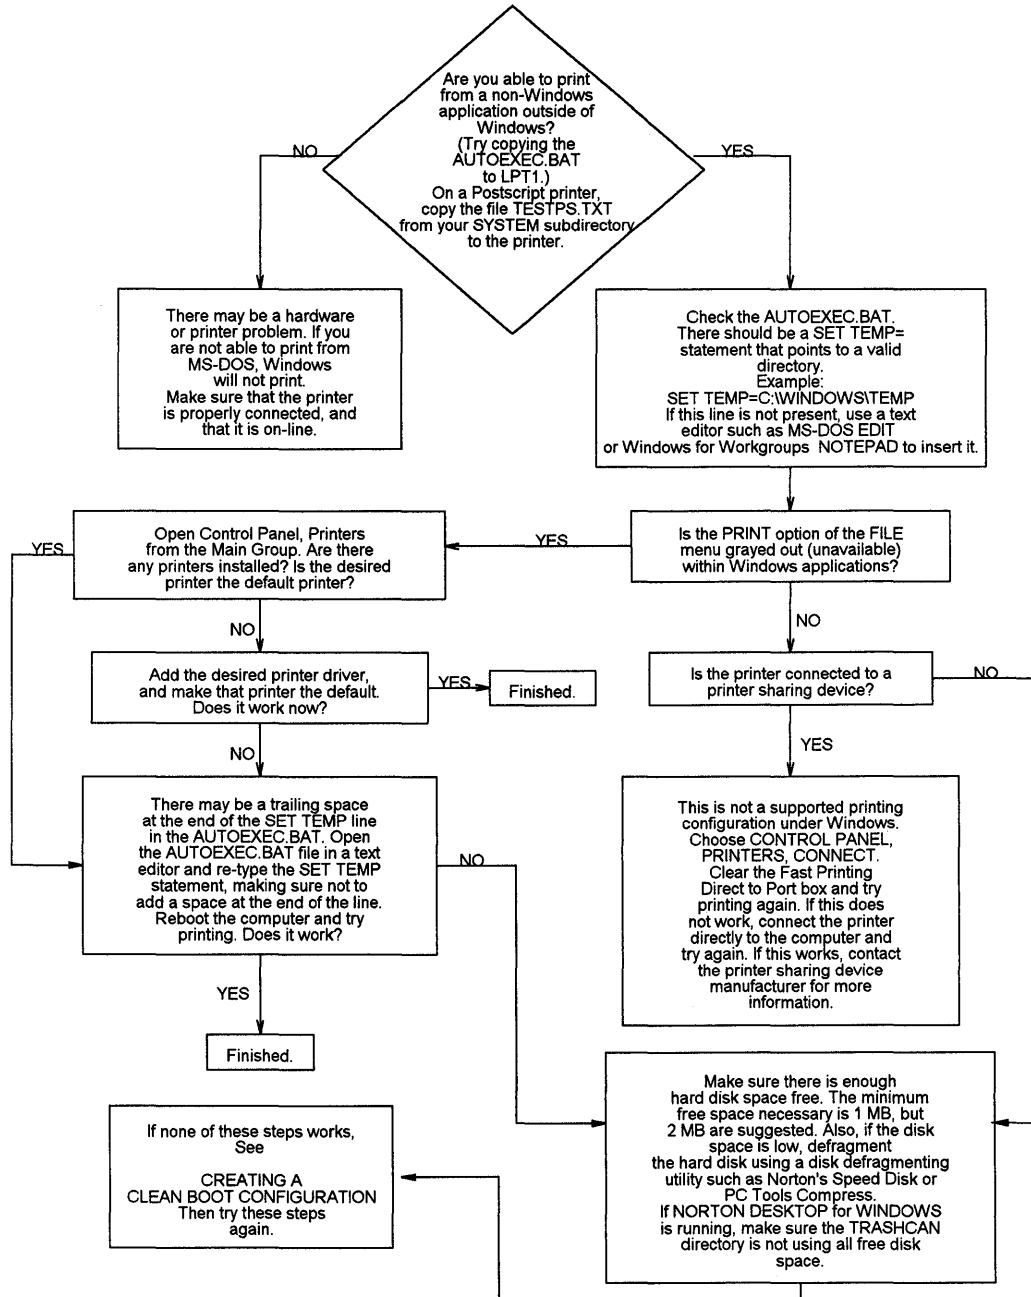 Are you able to print
from a non-Windows
application outside of
Windows?
(Try copying the
AUTOEXEC.BAT
to LPT1.)
On a Postscript printer,
copy the file TESTPS.TXT
from your SYSTEM subdirectory
to the printer.
NO
YES
There may be a hardware
or printer problem. If you
are not able to print from
MS-DOS, Windows
will not print.
Make sure that the printer
is properly connected, and
that it is on-line.
Check the AUTOEXEC.BAT.
There should be a SET TEMP=
statement that points to a valid
directory.
Example:
SET TEMP=C:\WINDOWS\TEMP
If this line is not present, use a text
editor such as MS-DOS EDIT
or Windows for Workgroups NOTEPAD to insert it.
YES
Open Control Panel, Printers
from the Main Group. Are there
any printers installed? Is the desired
printer the default printer?
YES
Is the PRINT option of the FILE
menu grayed out (unavailable)
within Windows applications?
NO
NO
Add the desired printer driver,
and make that printer the default.
Does it work now?
YES
Finished.
Is the printer connected to a
printer sharing device?
NO
NO
YES
There may be a trailing space
at the end of the SET TEMP line
in the AUTOEXEC.BAT. Open
the AUTOEXEC.BAT file in a text
editor and re-type the SET TEMP
statement, making sure not to
add a space at the end of the line.
Reboot the computer and try
printing. Does it work?
NO
This is not a supported printing
configuration under Windows.
Choose CONTROL PANEL,
PRINTERS, CONNECT.
Clear the Fast Printing
Direct to Port box and try
printing again. If this does
not work, connect the printer
directly to the computer and
try again. If this works, contact
the printer sharing device
manufacturer for more
information.
YES
Finished.
If none of these steps works,
See
CREATING A
CLEAN BOOT CONFIGURATION
Then try these steps
again.
Make sure there is enough
hard disk space free. The minimum
free space necessary is 1 MB, but
2 MB are suggested. Also, if the disk
space is low, defragment
the hard disk using a disk defragmenting
utility such as Norton's Speed Disk or
PC Tools Compress.
If NORTON DESKTOP for WINDOWS
is running, make sure the TRASHCAN
directory is not using all free disk
space.